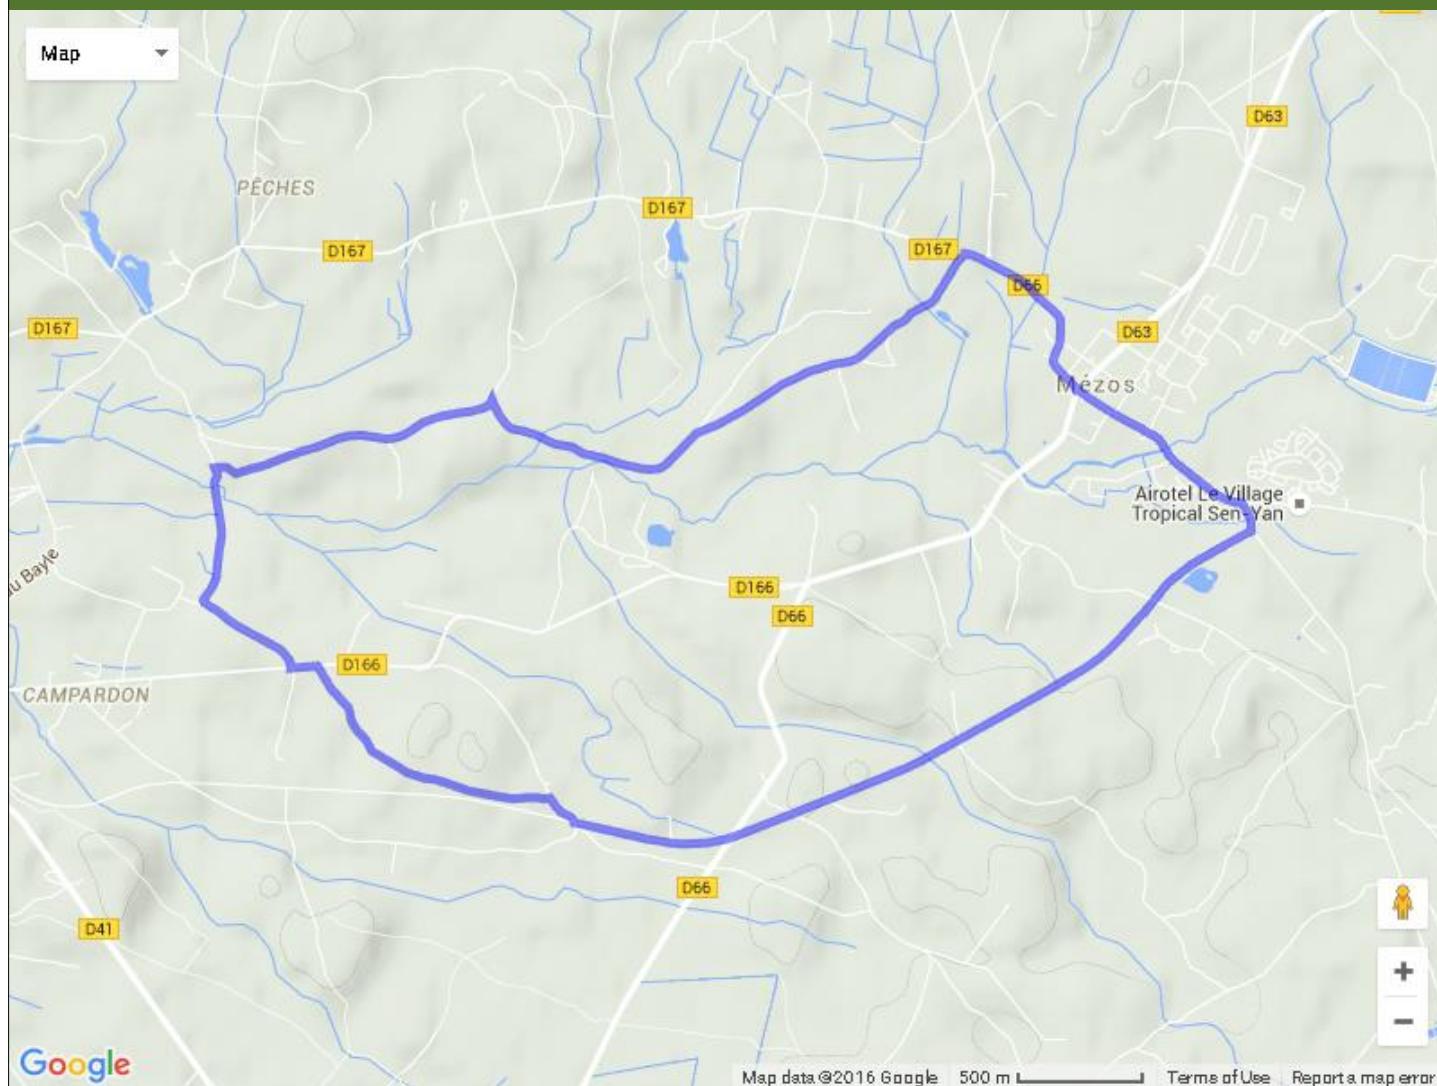 Map
D63
PÊCHES
D167
D167
D167
D66
D167
D63
Mézos
Airotel Le Village
Tropical Sen-Yan
au Bayle
D166
D66
D166
CAMPARDON
D66
D41
Google
Map data ©2016 Google 500 m Terms of Use Report a map error